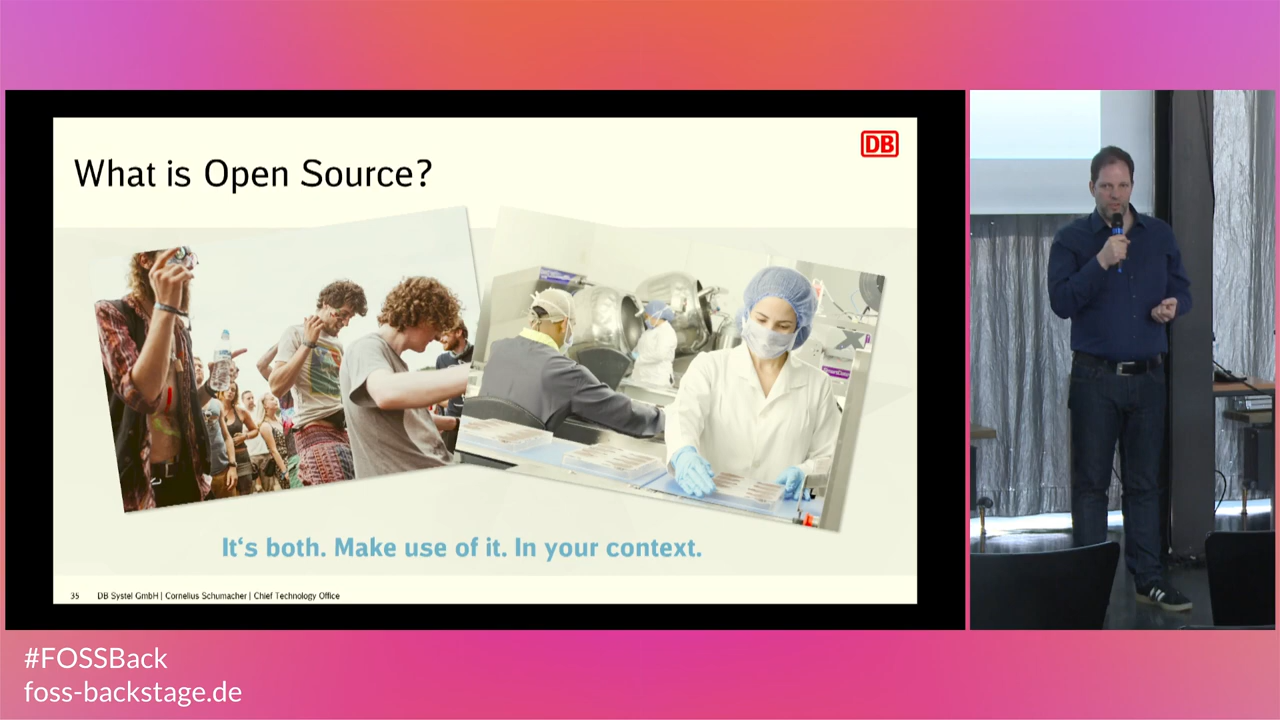 What is Open Source?
DB
It‘s both. Make use of it. In your context.
35 DB Systel GmbH | Cornelius Schumacher | Chief Technology Office
#FOSSBack
foss-backstage.de